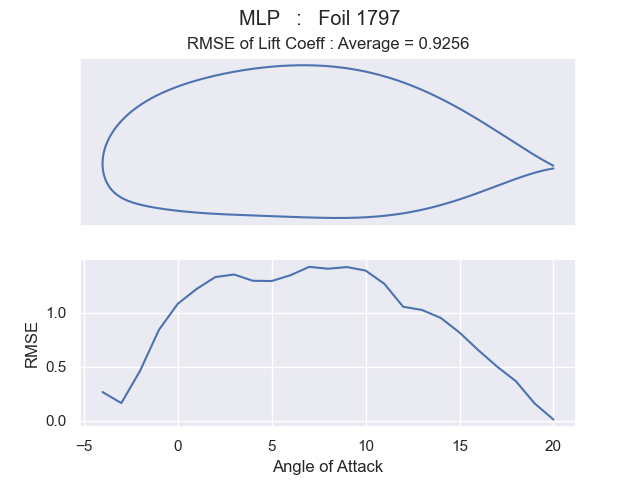 MLP : Foil 1797
RMSE of Lift Coeff : Average = 0.9256
RMSE
1.0
0.5
0.0
−5 0 5 10 15 20
Angle of Attack